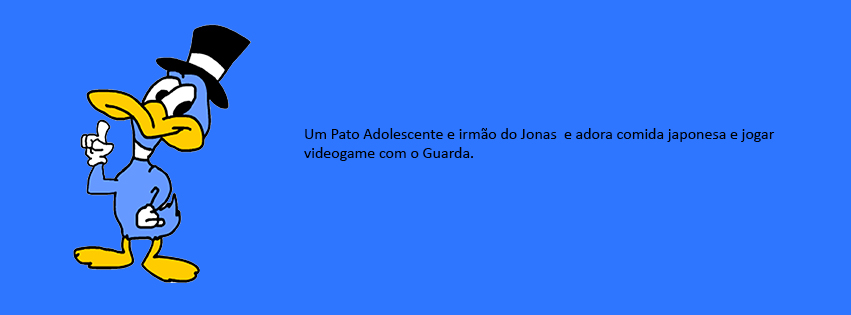 Um Pato Adolescente e irmão do Jonas  e adora comida japonesa e jogar
videogame com o Guarda.